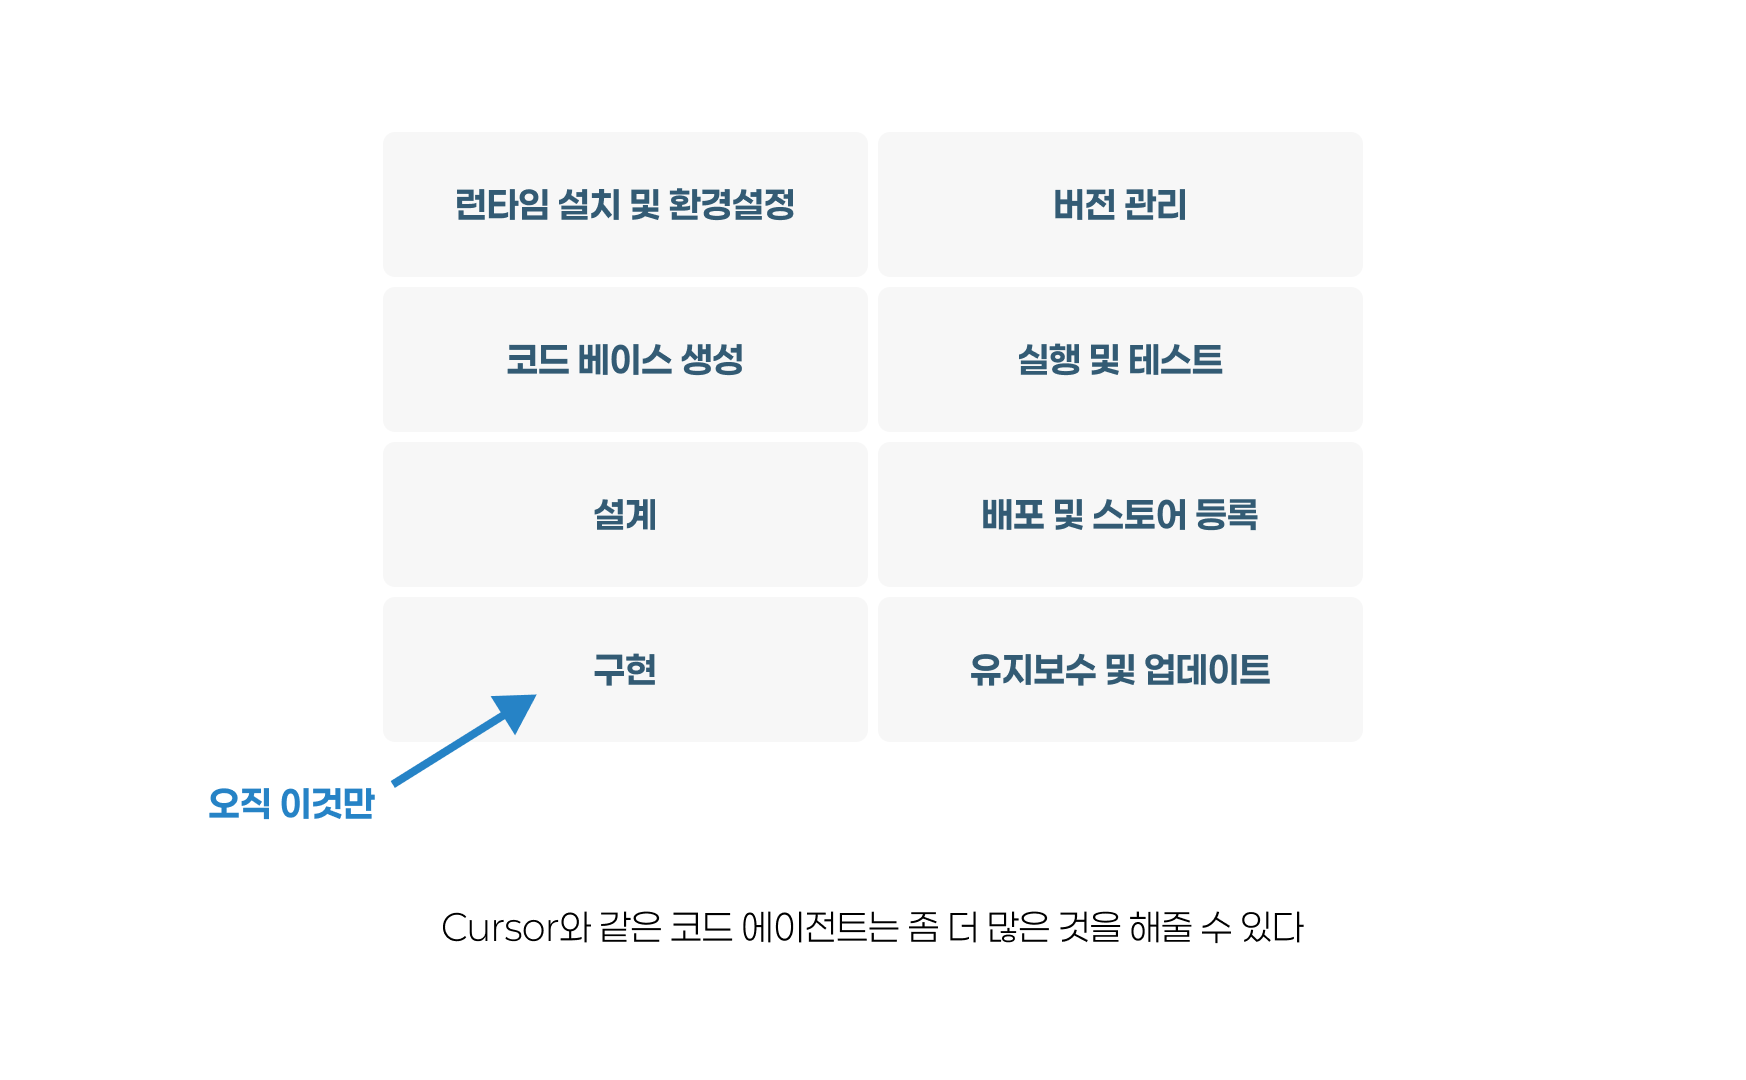 런타임 설치 및 환경설정
버전 관리
코드 베이스 생성
실행 및 테스트
설계
배포 및 스토어 등록
구현
유지보수 및 업데이트
오직 이것만
Cursor와 같은 코드 에이전트는 좀 더 많은 것을 해줄 수 있다